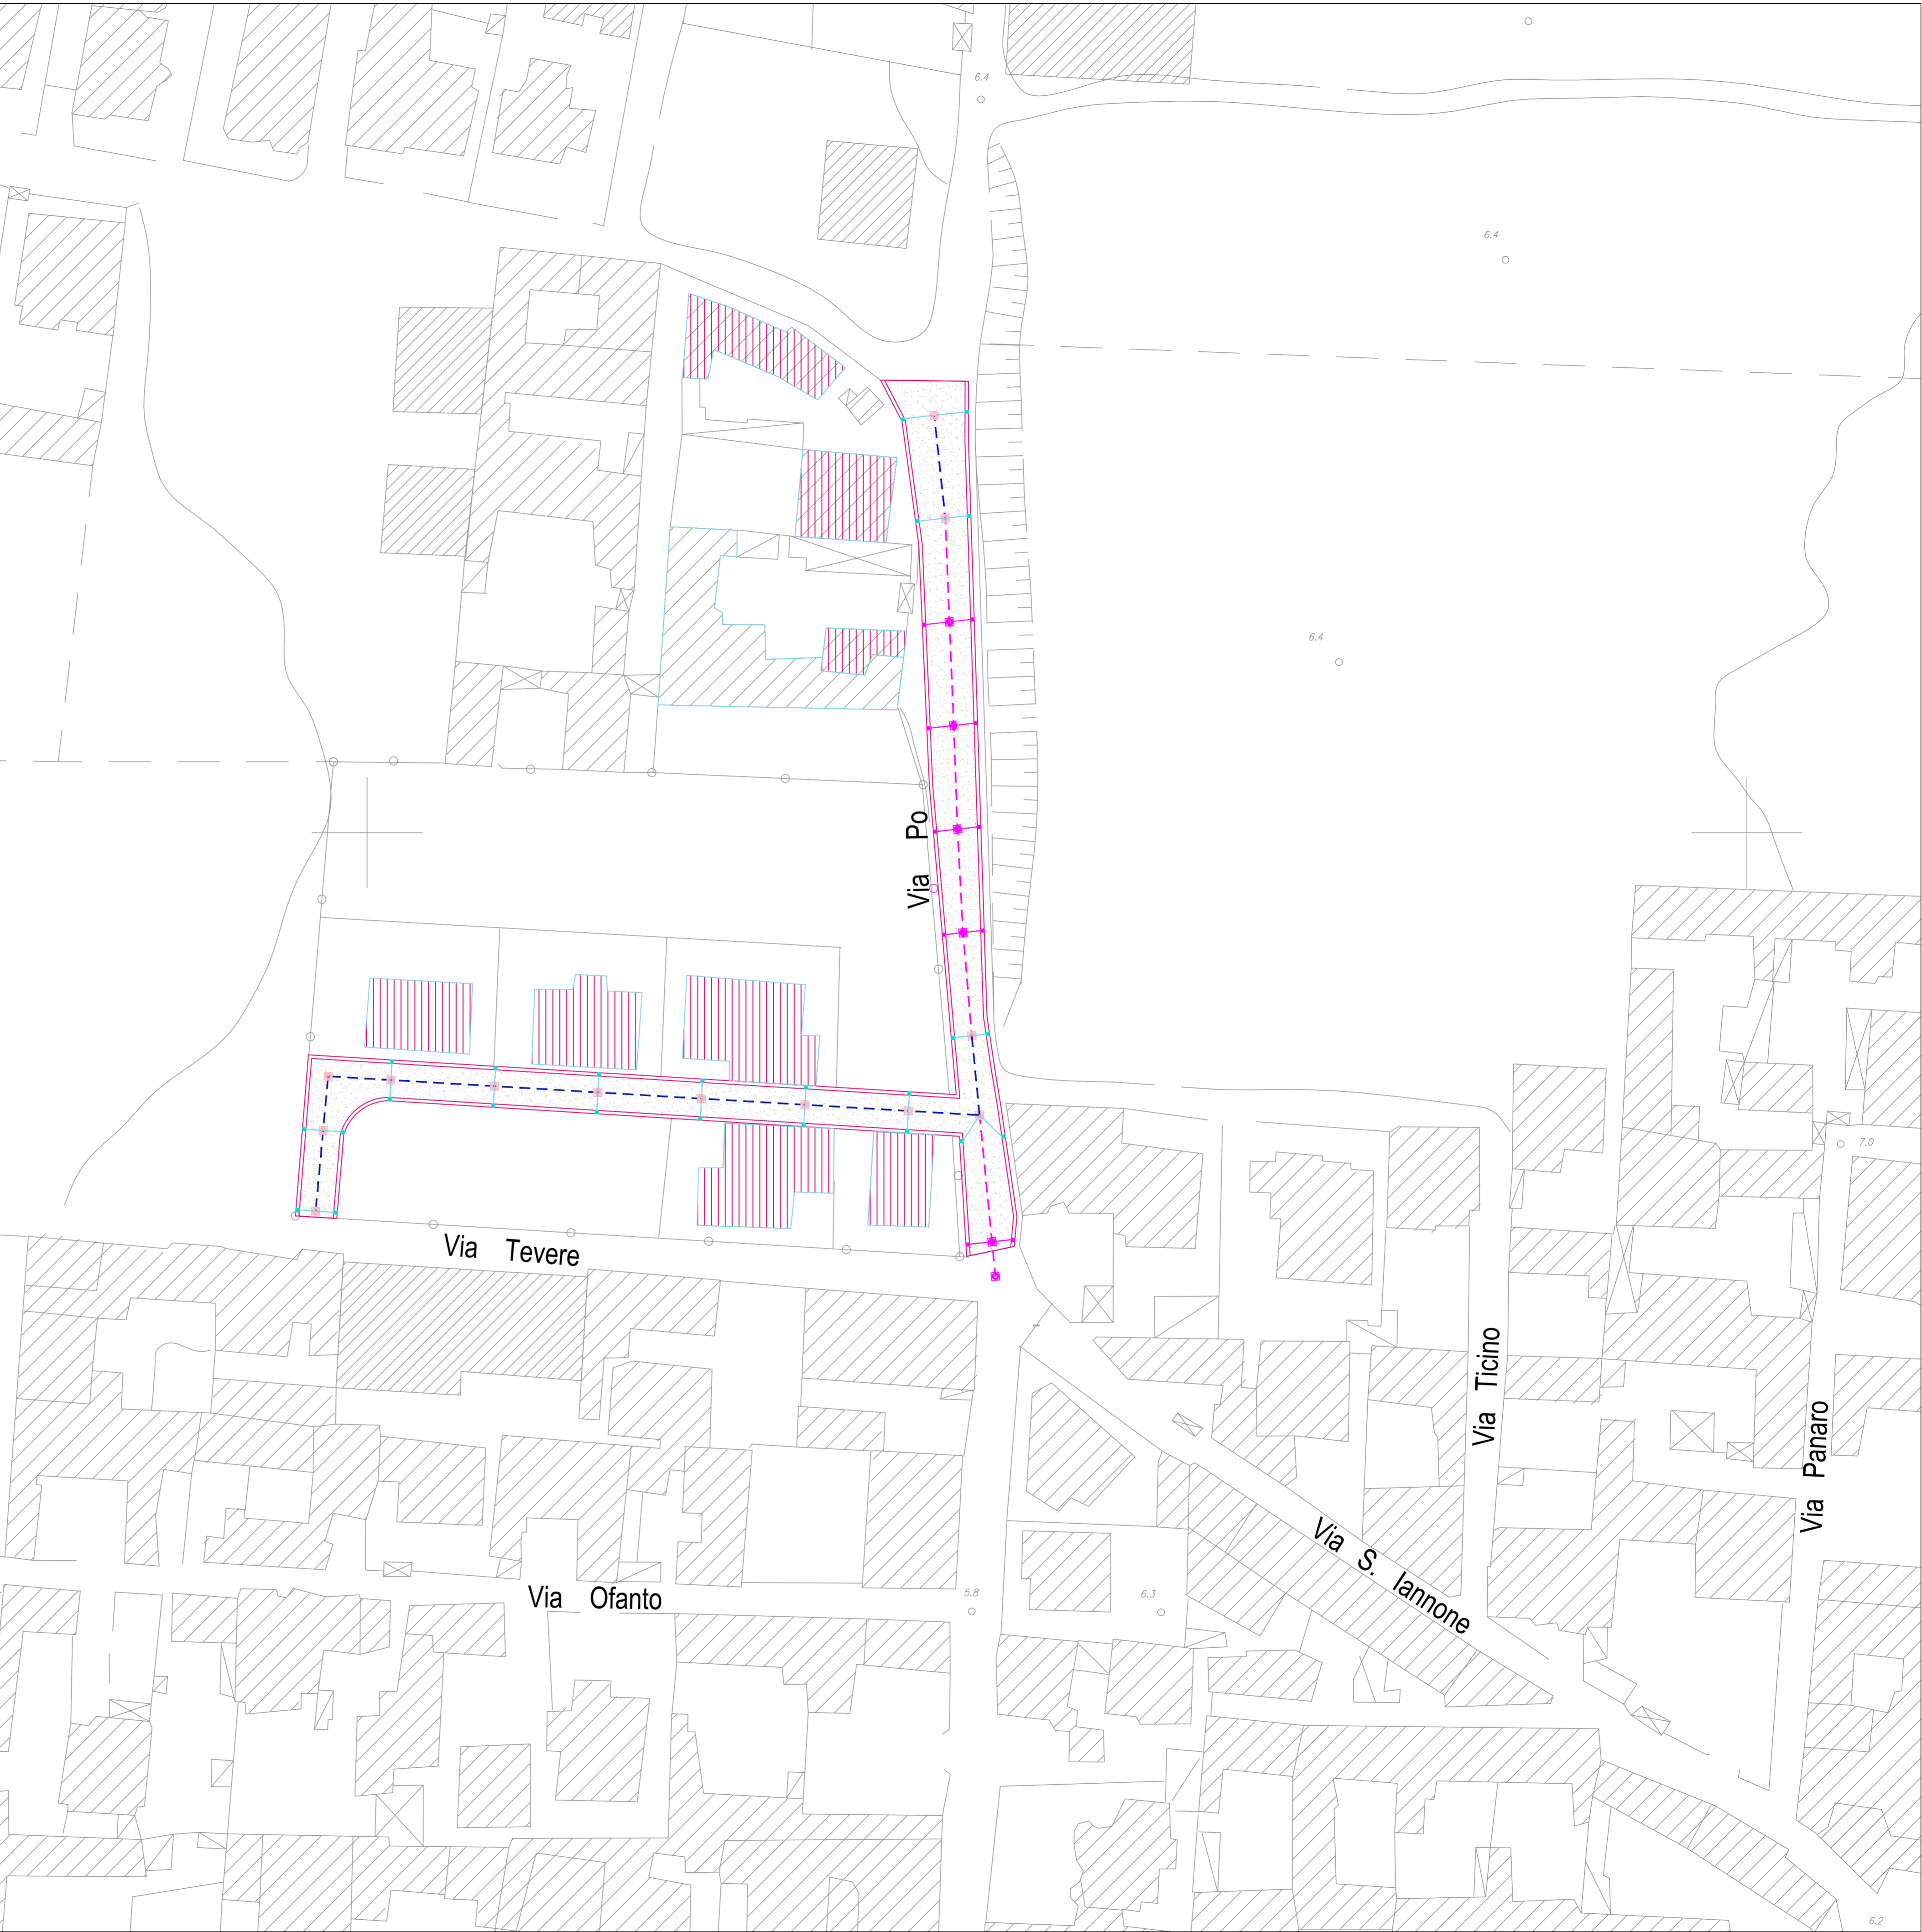 6.4
6.4
6.4
Via Po
7.0
Via Tevere
Via Ticino
Via Panaro
Via S. Iannone
Via Ofanto
5.8
6.3
6.2